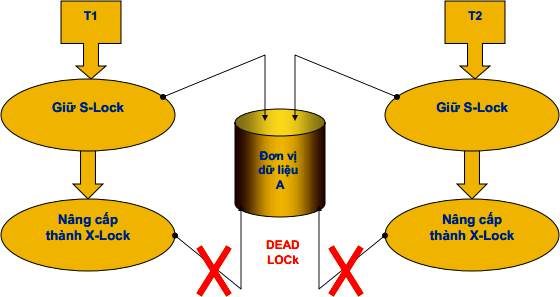 T1
T2
Giữ S-Lock
Giữ S-Lock
Đơn vị
dữ liệu
A
Nâng cấp
thành X-Lock
DEAD
LOCk
Nâng cấp
thành X-Lock